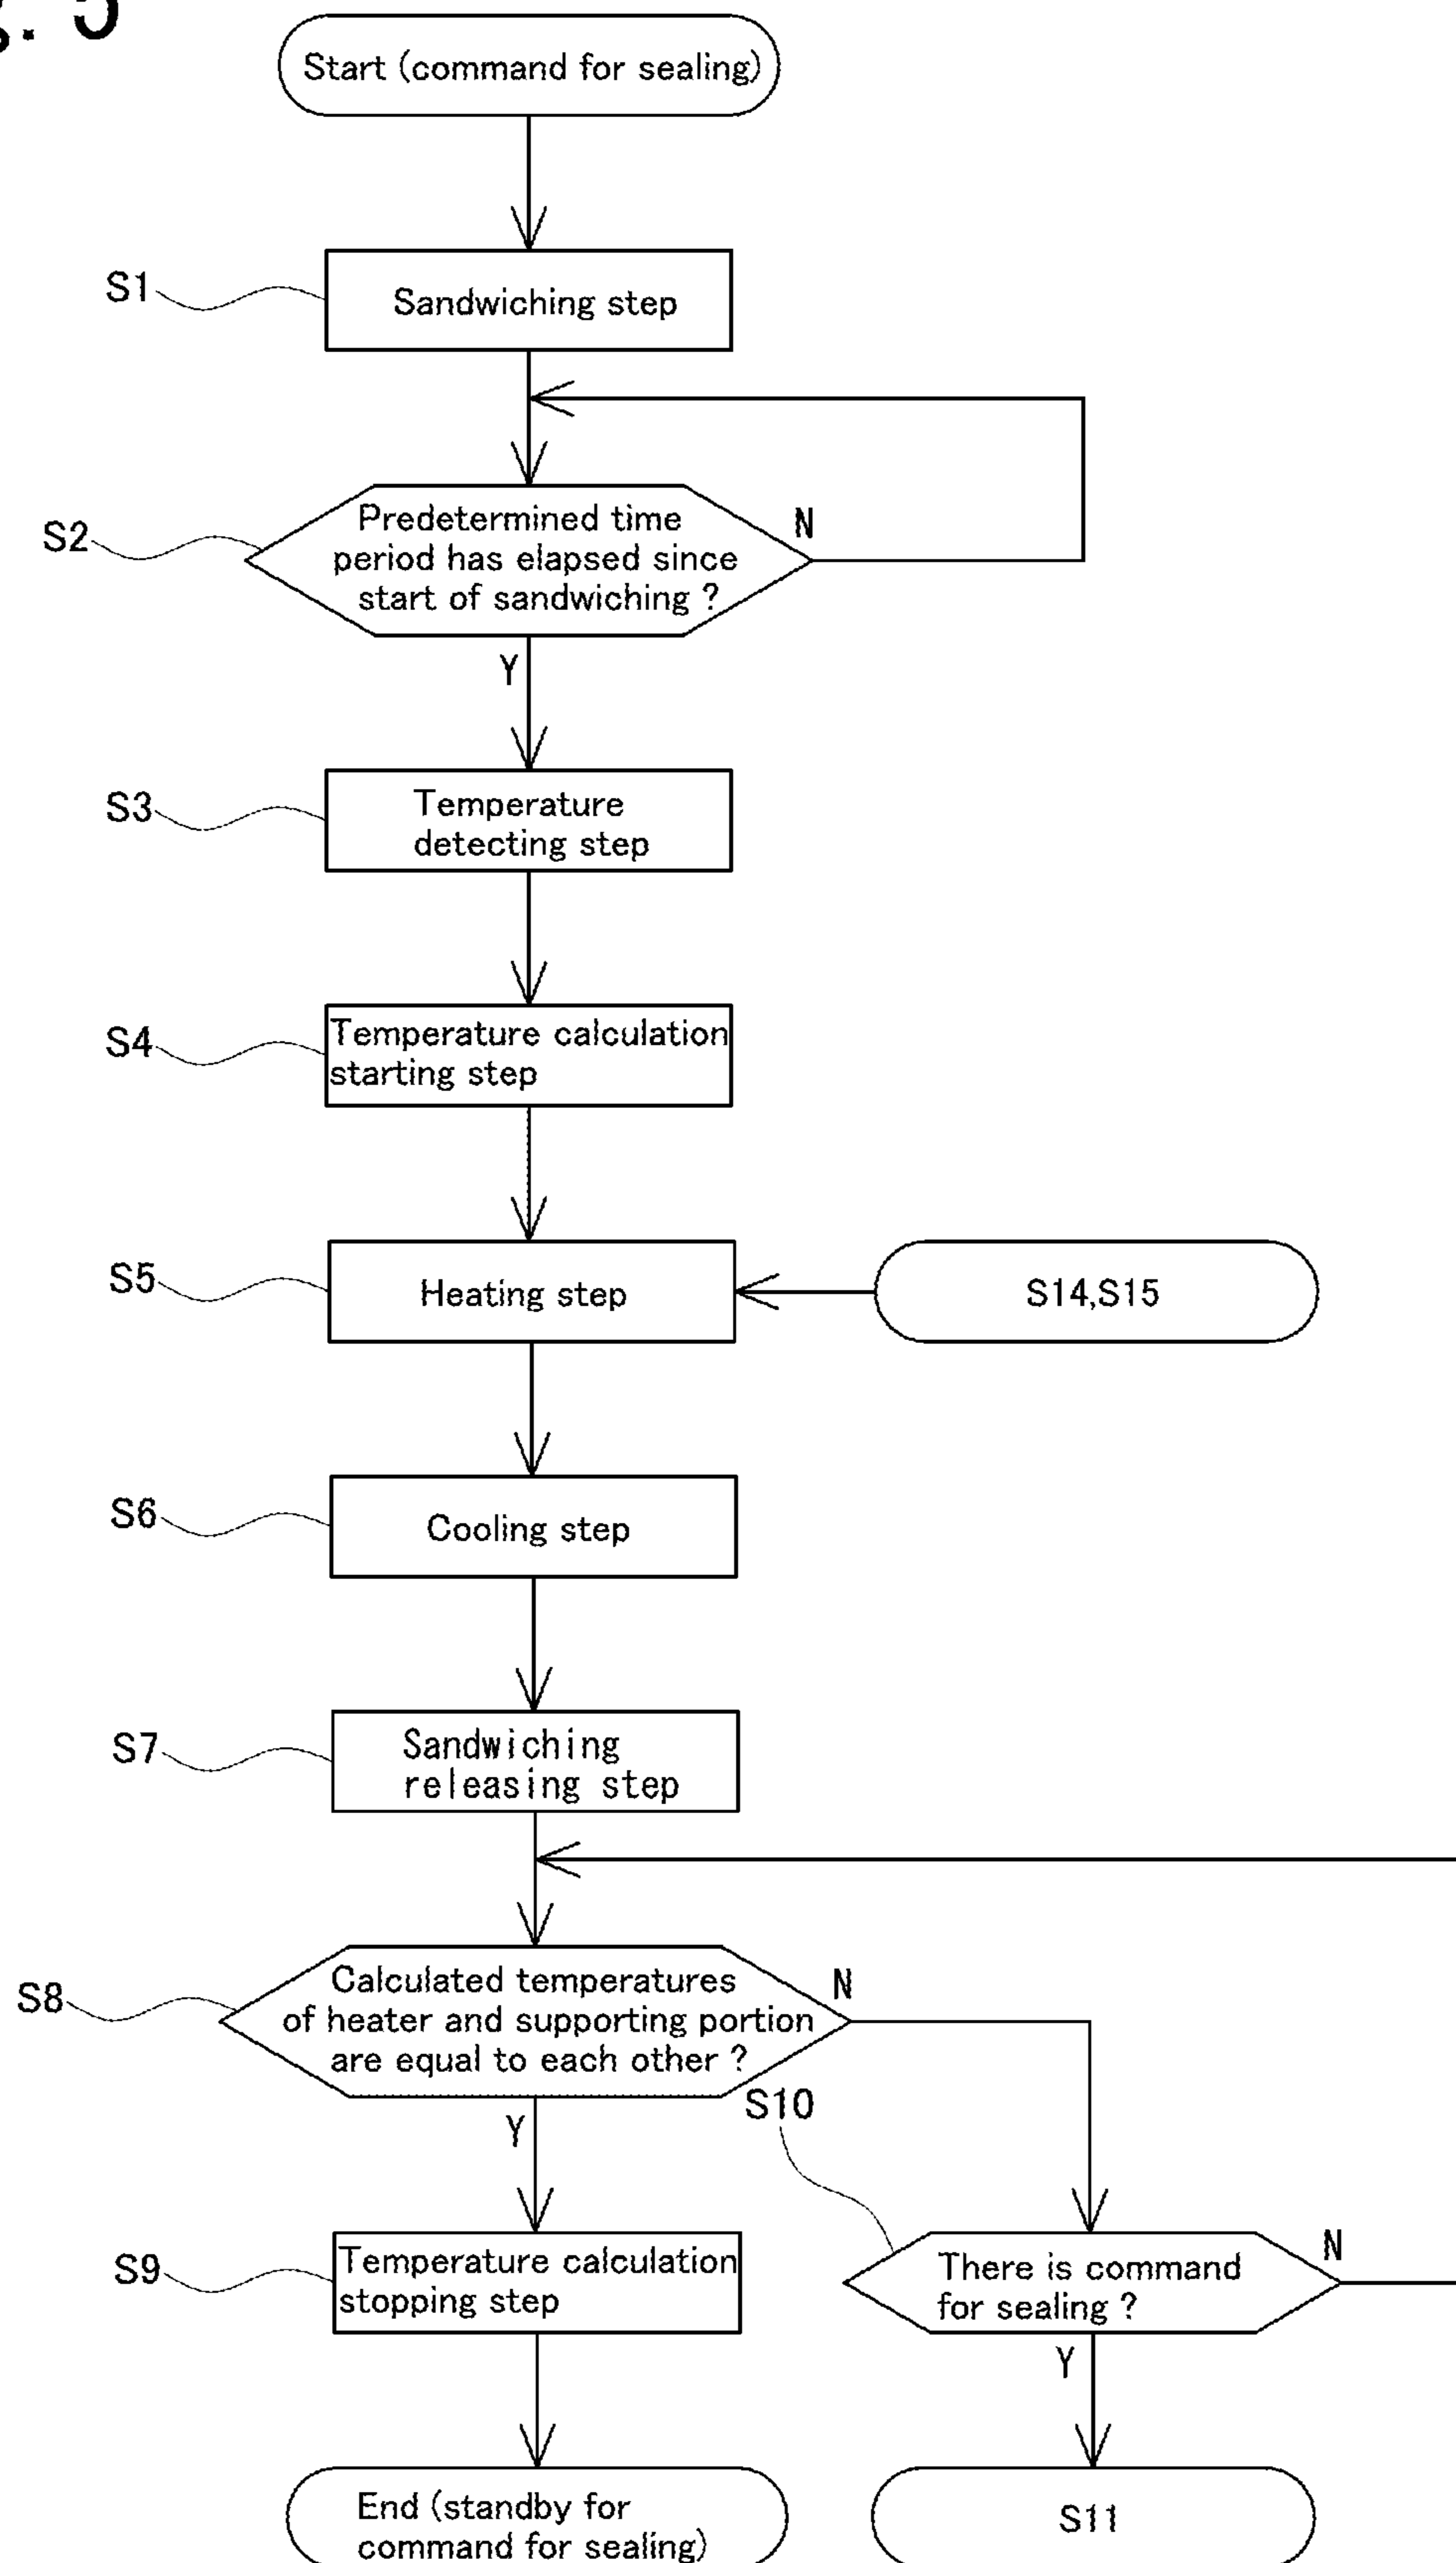 g. 5
Start (command for sealing)
S1
Sandwiching step
S2
Predetermined time
period has elapsed since
start of sandwiching ?
N
Y
S3
Temperature
detecting step
S4
Temperature calculation
starting step
S5
Heating step
S14,S15
S6
Cooling step
S7
Sandwiching
releasing step
S8
Calculated temperatures
of heater and supporting portion
are equal to each other ?
N
Y
S10
S9
Temperature calculation
stopping step
There is command
for sealing ?
N
Y
End (standby for
command for sealing)
S11